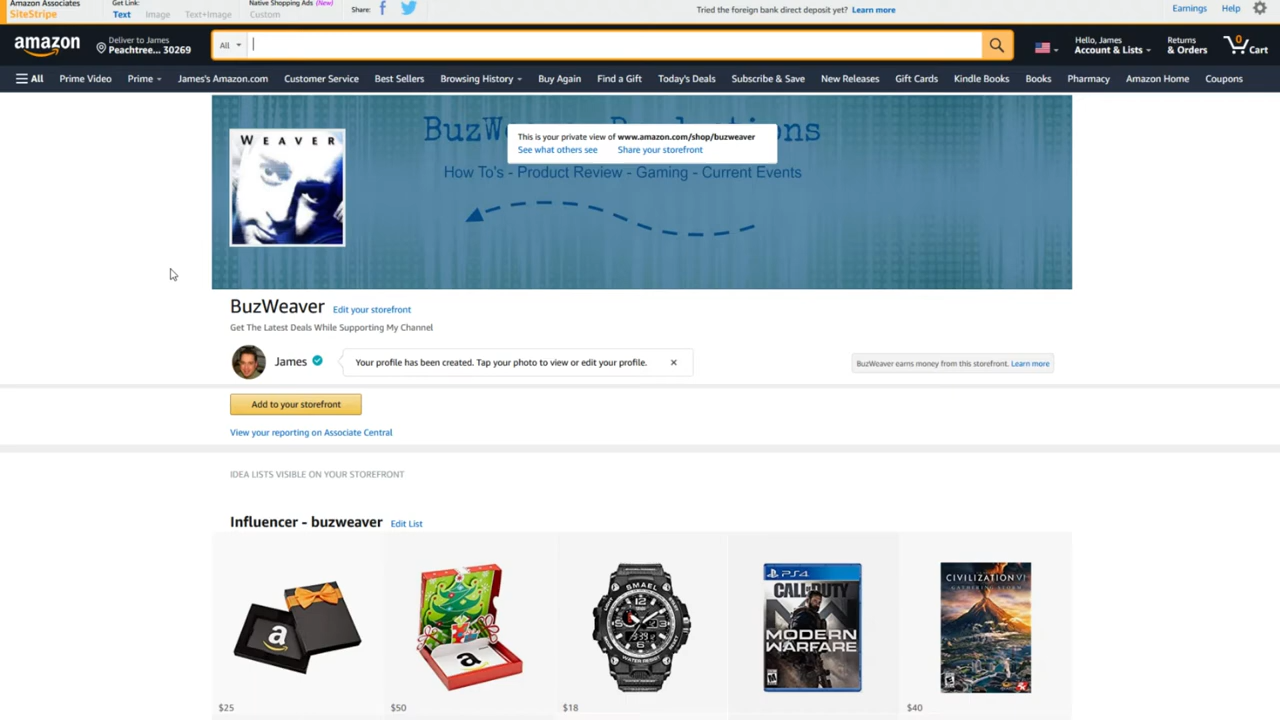 Amazon Associates
SiteStripe
Get Link:
Text Image Text+Image
Native Shopping Ads (New)
Custom
Share:
Tried the foreign bank direct deposit yet? Learn more
Earnings Help
amazon
Deliver to James
Peachtree... 30269
All
Hello, James
Account & Lists
Returns
& Orders
0
Cart
All Prime Video Prime James's Amazon.com Customer Service Best Sellers Browsing History Buy Again Find a Gift Today's Deals Subscribe & Save New Releases Gift Cards Kindle Books Books Pharmacy Amazon Home Coupons
WEAVER
This is your private view of www.amazon.com/shop/buzweaver
See what others see Share your storefront
How To's - Product Review - Gaming - Current Events
BuzWeaver Edit your storefront
Get The Latest Deals While Supporting My Channel
James
Your profile has been created. Tap your photo to view or edit your profile.
BuzWeaver earns money from this storefront. Learn more
Add to your storefront
View your reporting on Associate Central
IDEA LISTS VISIBLE ON YOUR STOREFRONT
Influencer - buzweaver Edit List
a
a
SMAEL
WATER RESIST
PS4
CALL OF DUTY
MODERN
WARFARE
CIVILIZATION VI
GATHERING STORM
$25
$50
$18
$40